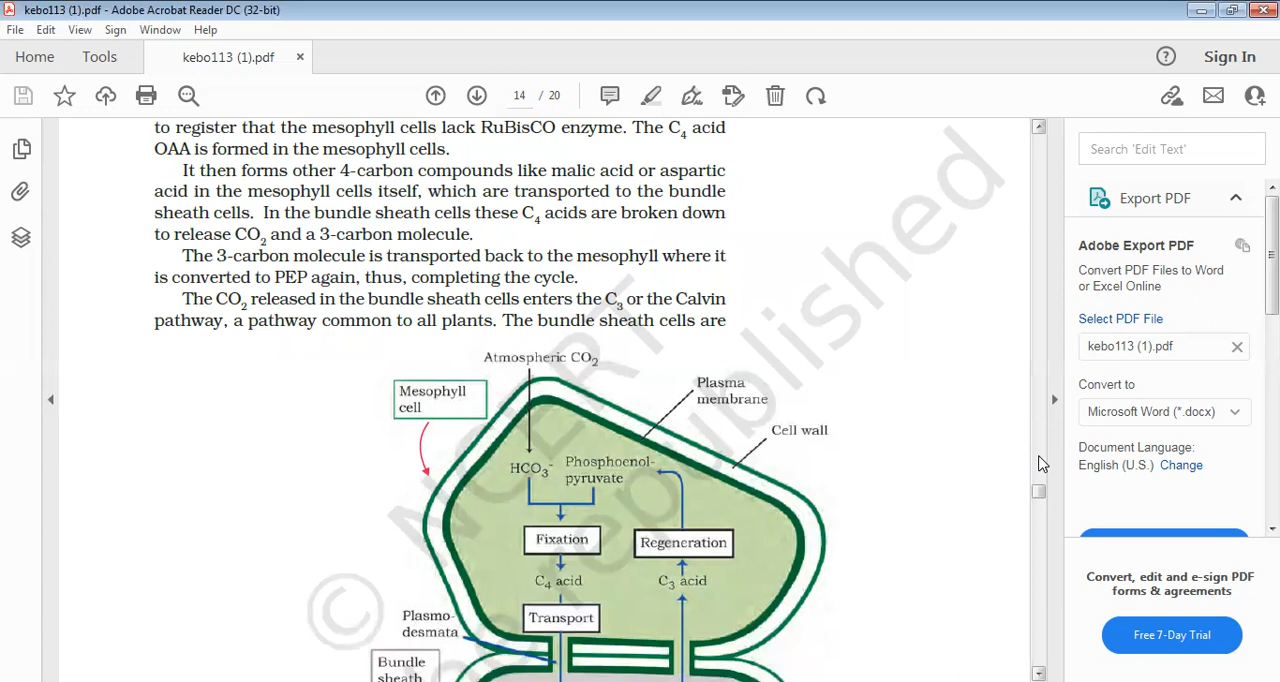 kebo113 (1).pdf - Adobe Acrobat Reader DC (32-bit)
File Edit View Sign Window Help
Home Tools kebo113 (1).pdf × Sign In
14 / 20
to register that the mesophyll cells lack RuBisCO enzyme. The C4 acid
OAA is formed in the mesophyll cells.
It then forms other 4-carbon compounds like malic acid or aspartic
acid in the mesophyll cells itself, which are transported to the bundle
sheath cells. In the bundle sheath cells these C4 acids are broken down
to release CO2 and a 3-carbon molecule.
The 3-carbon molecule is transported back to the mesophyll where it
is converted to PEP again, thus, completing the cycle.
The CO2 released in the bundle sheath cells enters the C3 or the Calvin
pathway, a pathway common to all plants. The bundle sheath cells are
Atmospheric CO2
Mesophyll
cell
Plasma
membrane
Cell wall
HCO3-
Phosphoenol-
pyruvate
Fixation
Regeneration
C4 acid
C3 acid
Transport
Plasmo-
desmata
Bundle
sheath
© NCERT
be republished
Search 'Edit Text'
Export PDF
Adobe Export PDF
Convert PDF Files to Word
or Excel Online
Select PDF File
kebo113 (1).pdf
Convert to
Microsoft Word (*.docx)
Document Language:
English (U.S.) Change
Convert, edit and e-sign PDF
forms & agreements
Free 7-Day Trial